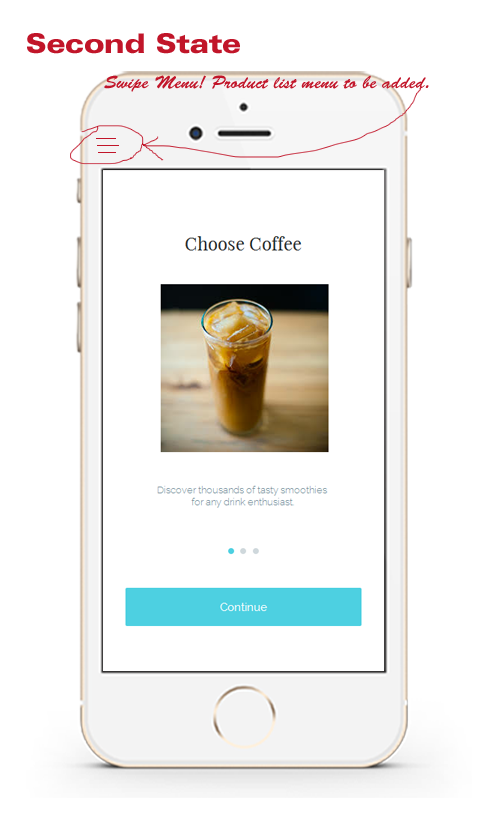 Second State
Swipe Menu! Product list menu to be added.
Choose Coffee
Discover thousands of tasty smoothies
for any drink enthusiast.
Continue